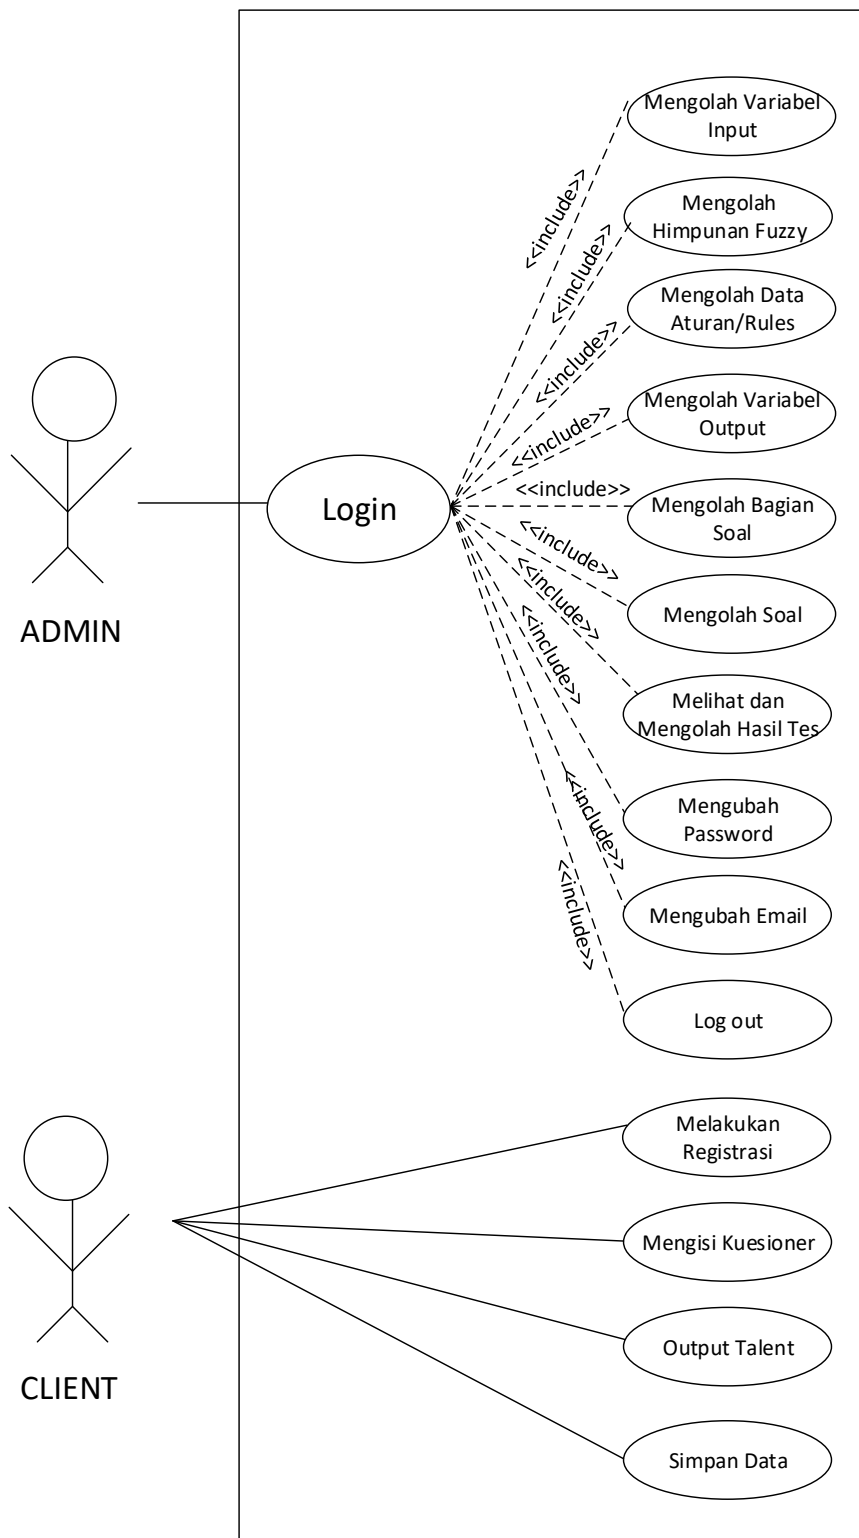 Mengolah Variabel
Input
<<include>>
Mengolah
Himpunan Fuzzy
<<include>>
Mengolah Data
Aturan/Rules
<<include>>
Mengolah Variabel
Output
<<include>>
Login
<<include>>
Mengolah Bagian
Soal
<<include>>
Mengolah Soal
ADMIN
<<include>>
Melihat dan
Mengolah Hasil Tes
<<include>>
Mengubah
Password
<<include>>
Mengubah Email
<<include>>
Log out
Melakukan
Registrasi
Mengisi Kuesioner
Output Talent
CLIENT
Simpan Data